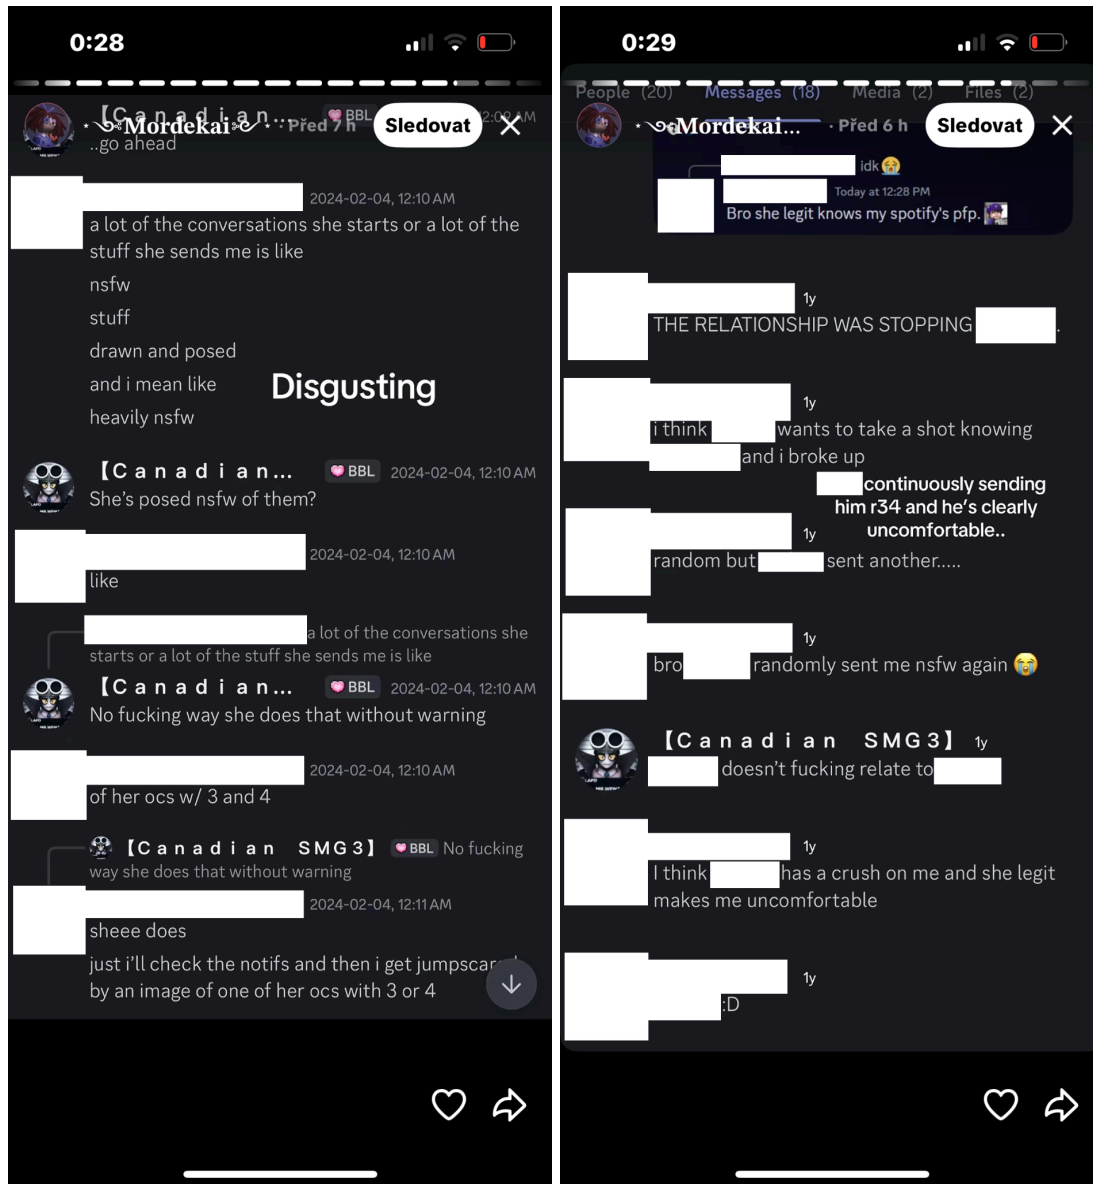 0:28
【C a n a d i a n... BBL 2:09 AM
Mordekai · Před 7 h Sledovat
..go ahead
2024-02-04, 12:10 AM
a lot of the conversations she starts or a lot of the
stuff she sends me is like
nsfw
stuff
drawn and posed
and i mean like
Disgusting
heavily nsfw
【C a n a d i a n... BBL 2024-02-04, 12:10 AM
She's posed nsfw of them?
2024-02-04, 12:10 AM
like
a lot of the conversations she
starts or a lot of the stuff she sends me is like
【C a n a d i a n... BBL 2024-02-04, 12:10 AM
No fucking way she does that without warning
2024-02-04, 12:10 AM
of her ocs w/ 3 and 4
【C a n a d i a n S M G 3】 BBL No fucking
way she does that without warning
2024-02-04, 12:11 AM
sheee does
just i'll check the notifs and then i get jumpscared
by an image of one of her ocs with 3 or 4
0:29
People (20) Messages (18) Media (2) Files (2)
Mordekai... · Před 6 h Sledovat
idk😭
Today at 12:28 PM
Bro she legit knows my spotify's pfp.
1y
THE RELATIONSHIP WAS STOPPING .
1y
i think wants to take a shot knowing
and i broke up
continuously sending
him r34 and he's clearly
uncomfortable..
1y
random but sent another.....
1y
bro randomly sent me nsfw again 😭
【C a n a d i a n S M G 3】 1y
doesn't fucking relate to
1y
I think has a crush on me and she legit
makes me uncomfortable
1y
:D